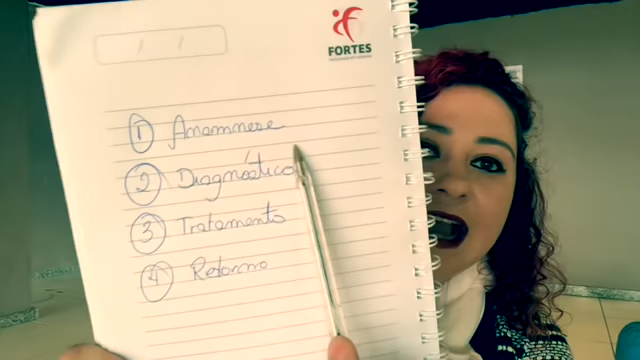 FORTES
1 Anamnese
2 Diagnóstico
3 Tratamento
4 Retorno